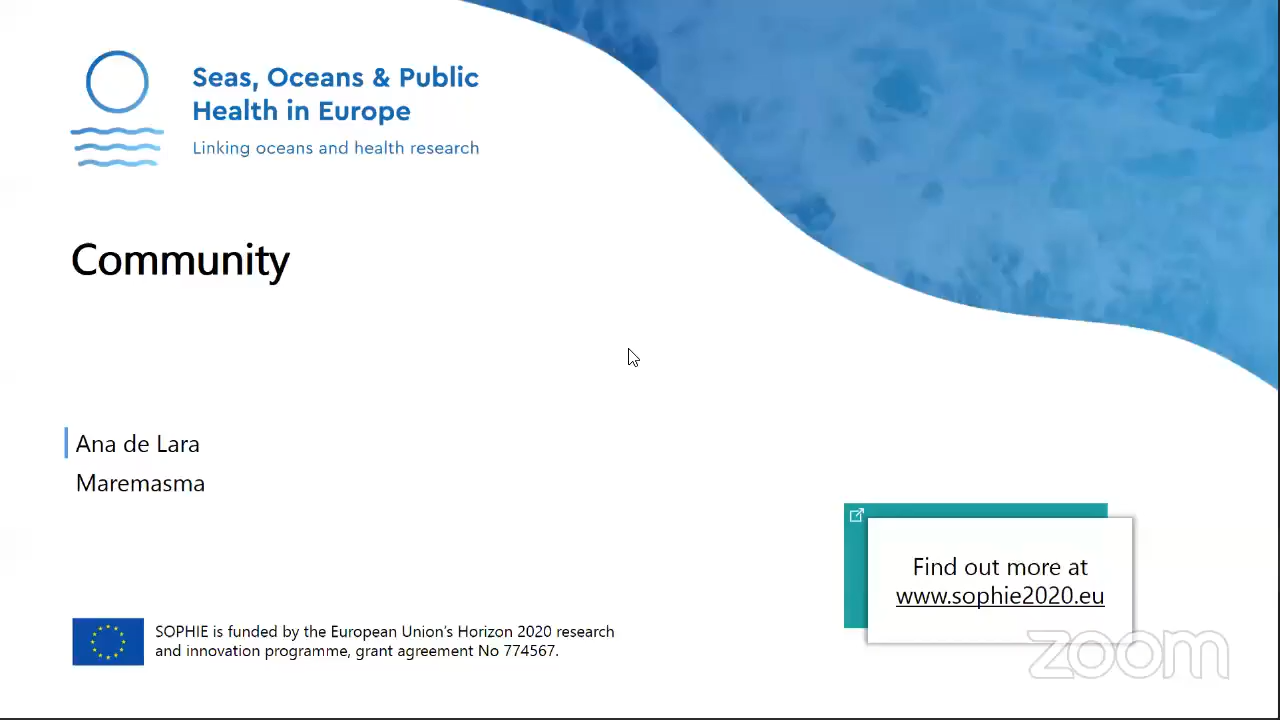 Seas, Oceans & Public
Health in Europe
Linking oceans and health research
Community
Ana de Lara
Maremasma
Find out more at
www.sophie2020.eu
SOPHIE is funded by the European Union's Horizon 2020 research
and innovation programme, grant agreement No 774567.
zoom